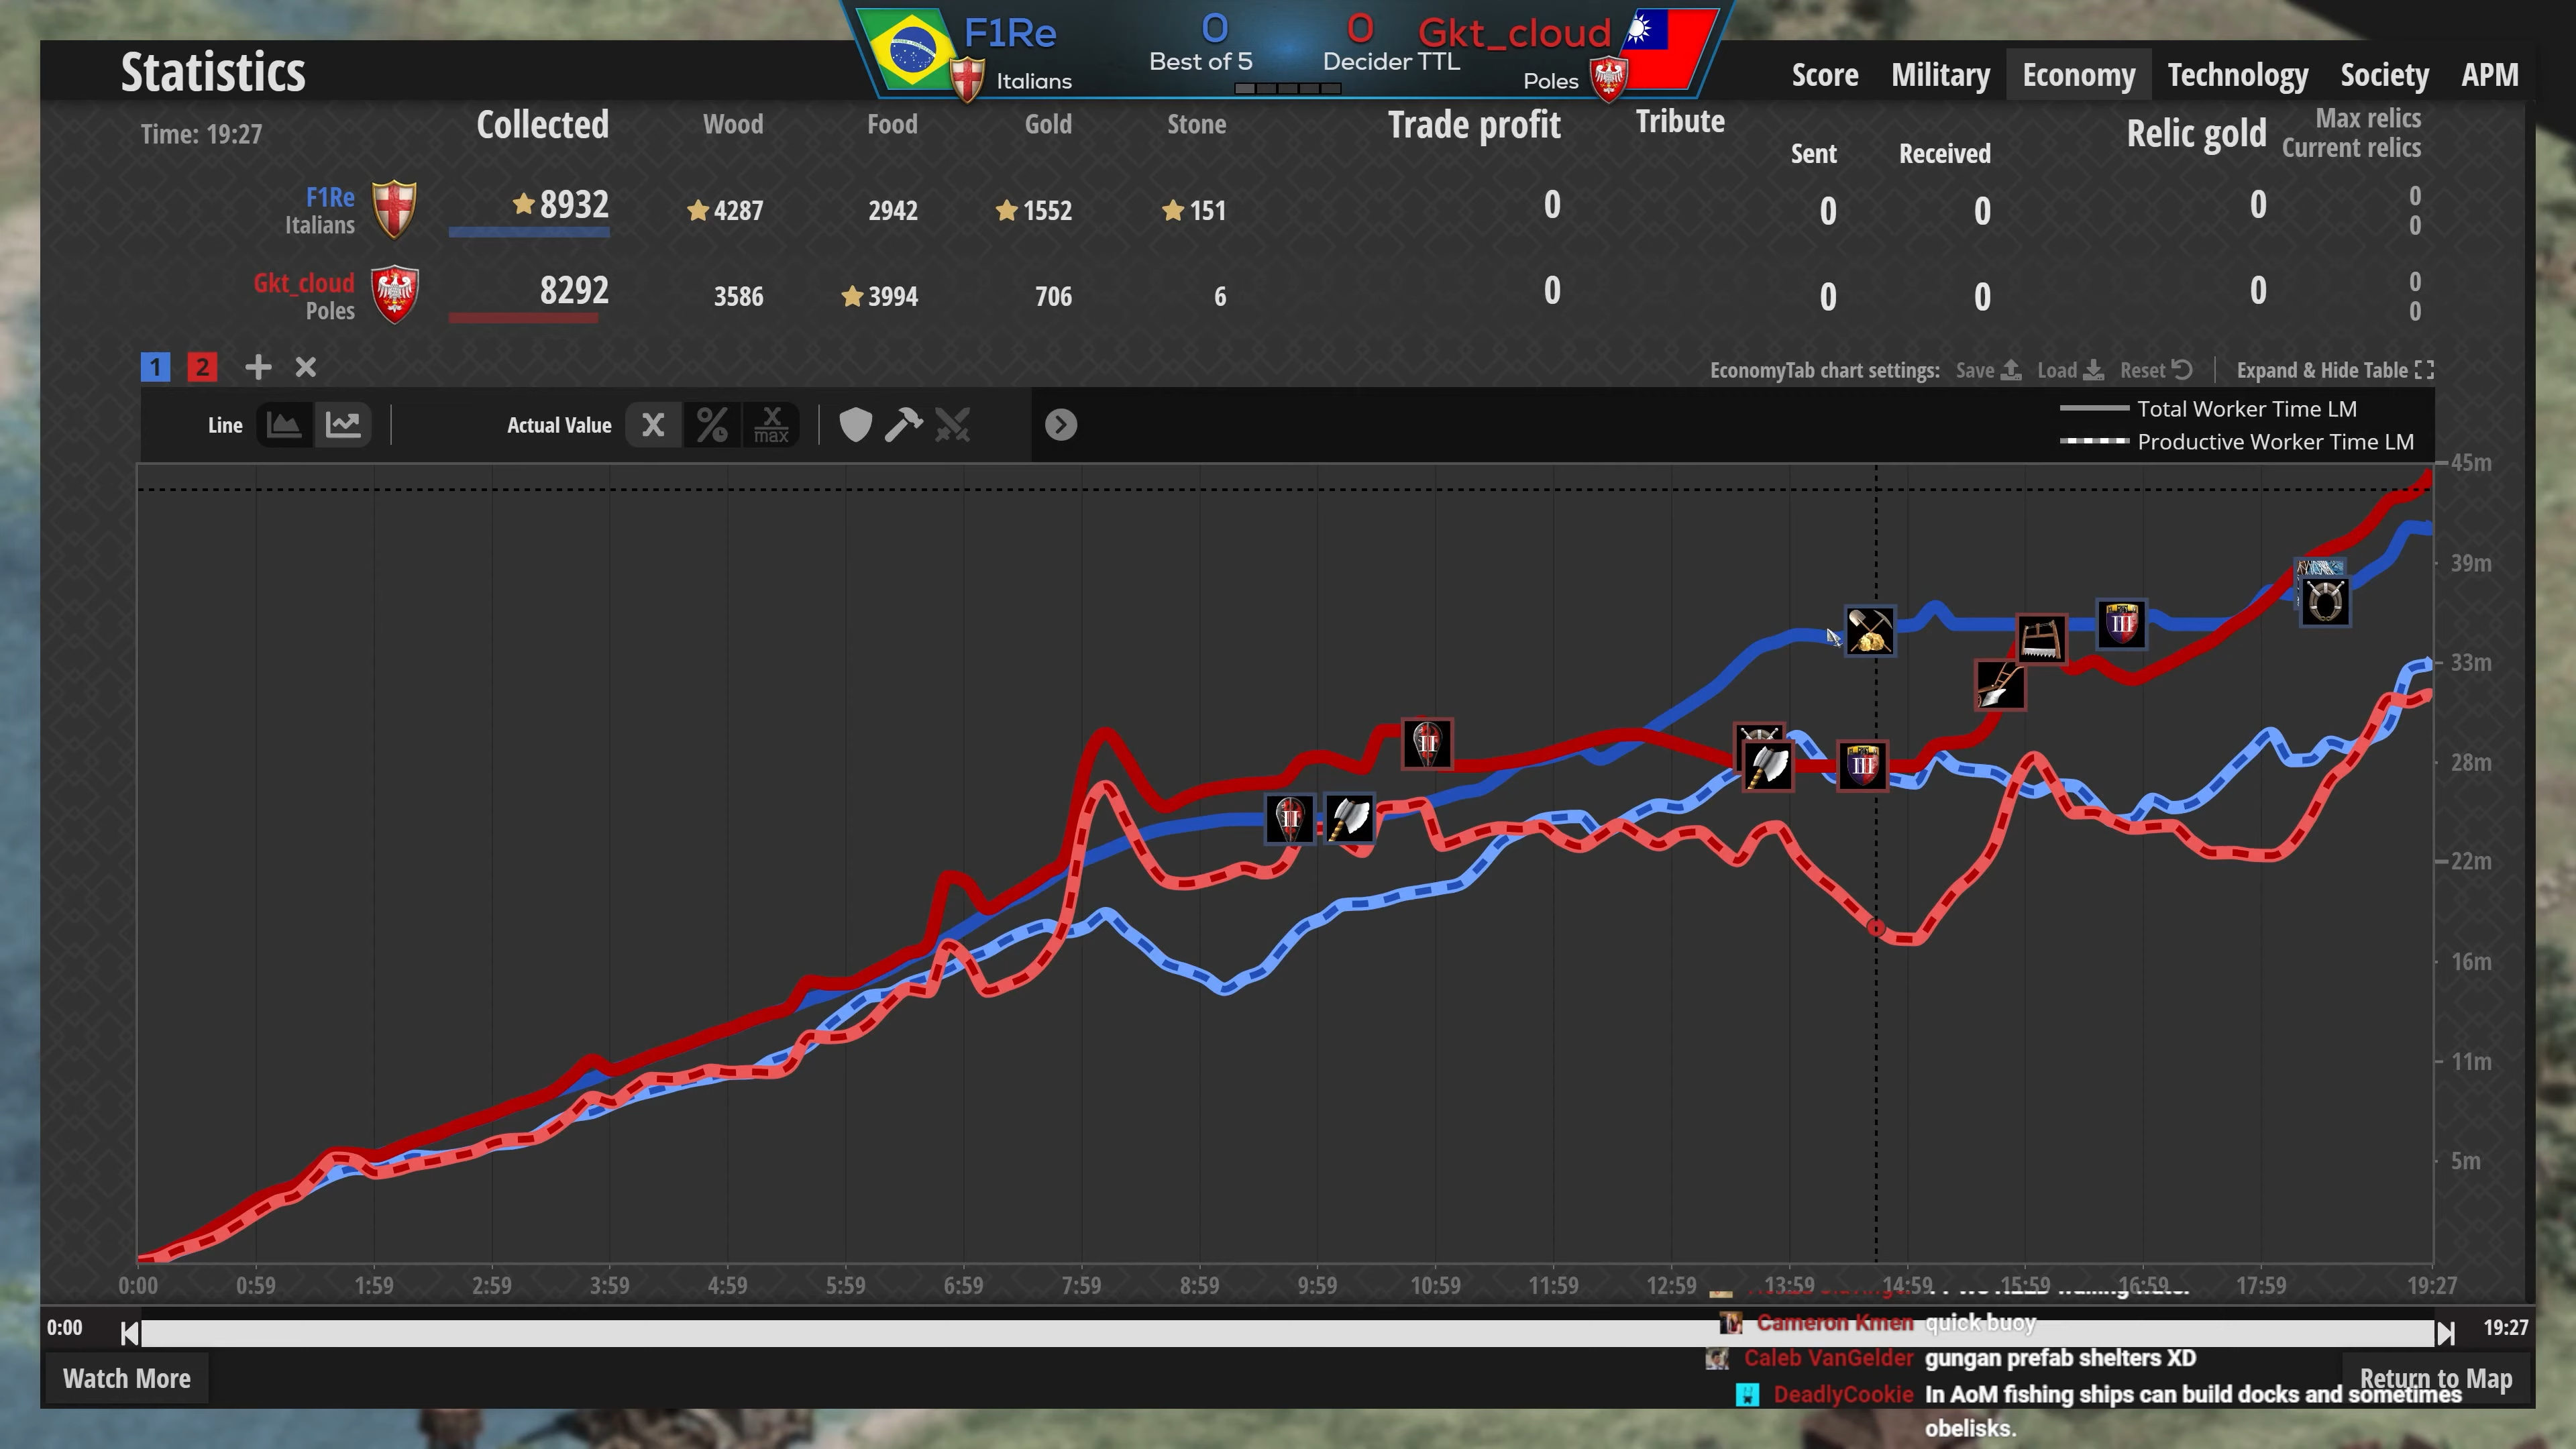 F1Re 0 0 Gkt_cloud
Best of 5 Decider TTL
Italians Poles
Statistics
Score Military Economy Technology Society APM
Time: 19:27 Collected Wood Food Gold Stone Trade profit Tribute Relic gold Max relics
Sent Received Current relics
F1Re 8932 4287 2942 1552 151 0 0 0 0 0
Italians 0
Gkt_cloud 8292 3586 3994 706 6 0 0 0 0 0
Poles 0
1 2
EconomyTab chart settings: Save Load Reset Expand & Hide Table
Line Actual Value X % X max
Total Worker Time LM
Productive Worker Time LM
45m
39m
33m
28m
22m
16m
11m
5m
II
II
III
III
0:00 0:59 1:59 2:59 3:59 4:59 5:59 6:59 7:59 8:59 9:59 10:59 11:59 12:59 13:59 14:59 15:59 16:59 17:59 19:27
0:00 19:27
Cameron Kmen quick buoy
Caleb VanGelder gungan prefab shelters XD
Watch More Return to Map
DeadlyCookie In AoM fishing ships can build docks and sometimes
obelisks.